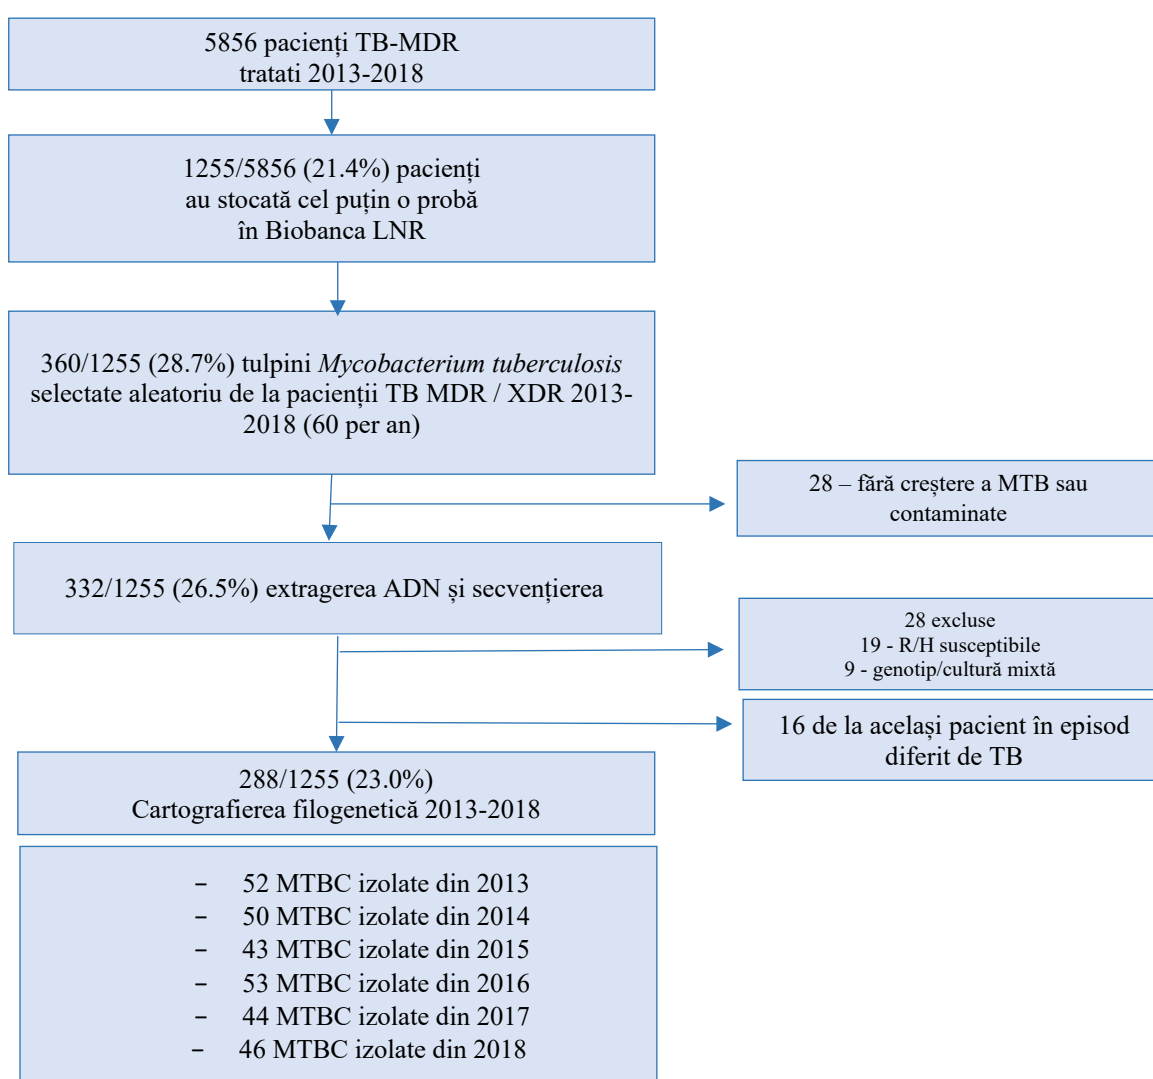 5856 pacienți TB-MDR
tratati 2013-2018
1255/5856 (21.4%) pacienți
au stocată cel puțin o probă
în Biobanca LNR
360/1255 (28.7%) tulpini Mycobacterium tuberculosis
selectate aleatoriu de la pacienții TB MDR / XDR 2013-
2018 (60 per an)
28 – fără creștere a MTB sau
contaminate
332/1255 (26.5%) extragerea ADN și secvențierea
28 excluse
19 - R/H susceptibile
9 - genotip/cultură mixtă
16 de la același pacient în episod
diferit de TB
288/1255 (23.0%)
Cartografierea filogenetică 2013-2018
– 52 MTBC izolate din 2013
– 50 MTBC izolate din 2014
– 43 MTBC izolate din 2015
– 53 MTBC izolate din 2016
– 44 MTBC izolate din 2017
– 46 MTBC izolate din 2018